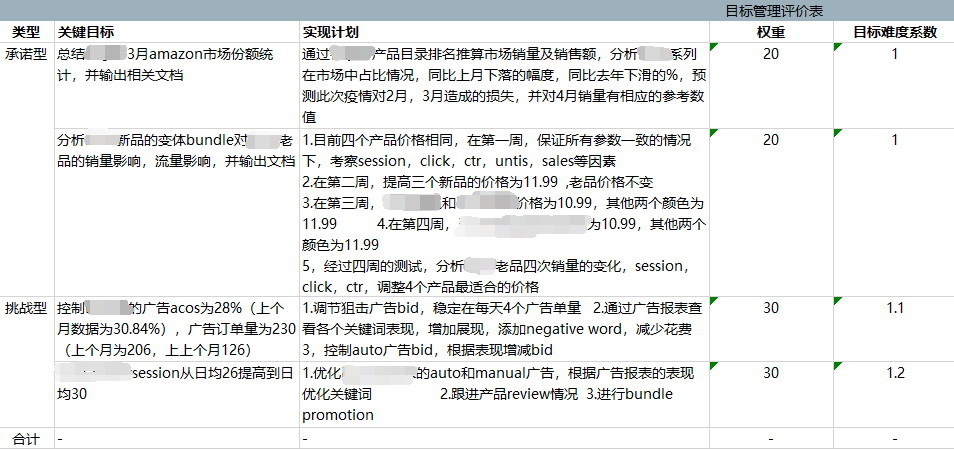 目标管理评价表
类型 关键目标 实现计划 权重 目标难度系数
承诺型 总结 3月amazon市场份额统 通过 产品目录排名推算市场销量及销售额，分析 系列 20 1
计，并输出相关文档 在市场中占比情况，同比上月下落的幅度，同比去年下滑的%，预
测此次疫情对2月，3月造成的损失，并对4月销量有相应的参考数
值
分析 新品的变体bundle对 老 1.目前四个产品价格相同，在第一周，保证所有参数一致的情况 20 1
品的销量影响，流量影响，并输出文档 下，考察session，click，ctr，untis，sales等因素
2.在第二周，提高三个新品的价格为11.99 ,老品价格不变
3.在第三周， 和 价格为10.99，其他两个颜色为
11.99 4.在第四周， 为10.99，其他两个
颜色为11.99
5，经过四周的测试，分析 老品四次销量的变化，session，
click，ctr，调整4个产品最适合的价格
挑战型 控制 的广告acos为28%（上个 1.调节狙击广告bid，稳定在每天4个广告单量 2.通过广告报表查 30 1.1
月数据为30.84%），广告订单量为230 看各个关键词表现，增加展现，添加negative word，减少花费
（上个月为206，上上个月126） 3，控制auto广告bid，根据表现增减bid
session从日均26提高到日 1.优化 的auto和manual广告，根据广告报表的表现 30 1.2
均30 优化关键词 2.跟进产品review情况 3.进行bundle
promotion
合计 - - - -